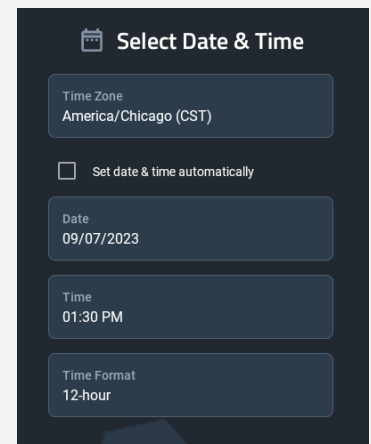 Select Date & Time
Time Zone
America/Chicago (CST)
Set date & time automatically
Date
09/07/2023
Time
01:30 PM
Time Format
12-hour